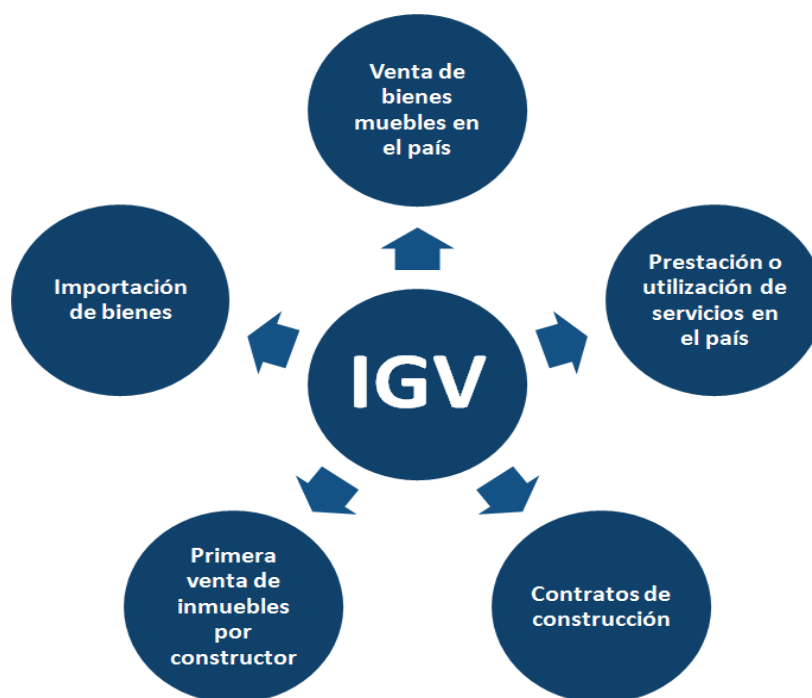 Venta de
bienes
muebles en
el país
Importación
de bienes
Prestación o
utilización de
servicios en
el país
IGV
Primera
venta de
inmuebles
por
constructor
Contratos de
construcción